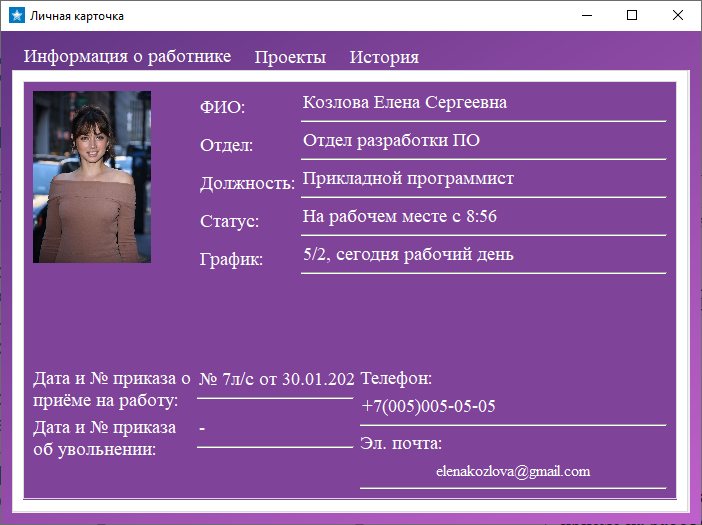 Личная карточка
Информация о работнике Проекты История
ФИО: Козлова Елена Сергеевна
Отдел: Отдел разработки ПО
Должность: Прикладной программист
Статус: На рабочем месте с 8:56
График: 5/2, сегодня рабочий день
Дата и № приказа о
приёме на работу:
№ 7л/с от 30.01.202
Дата и № приказа
об увольнении:
-
Телефон:
+7(005)005-05-05
Эл. почта:
elenakozlova@gmail.com